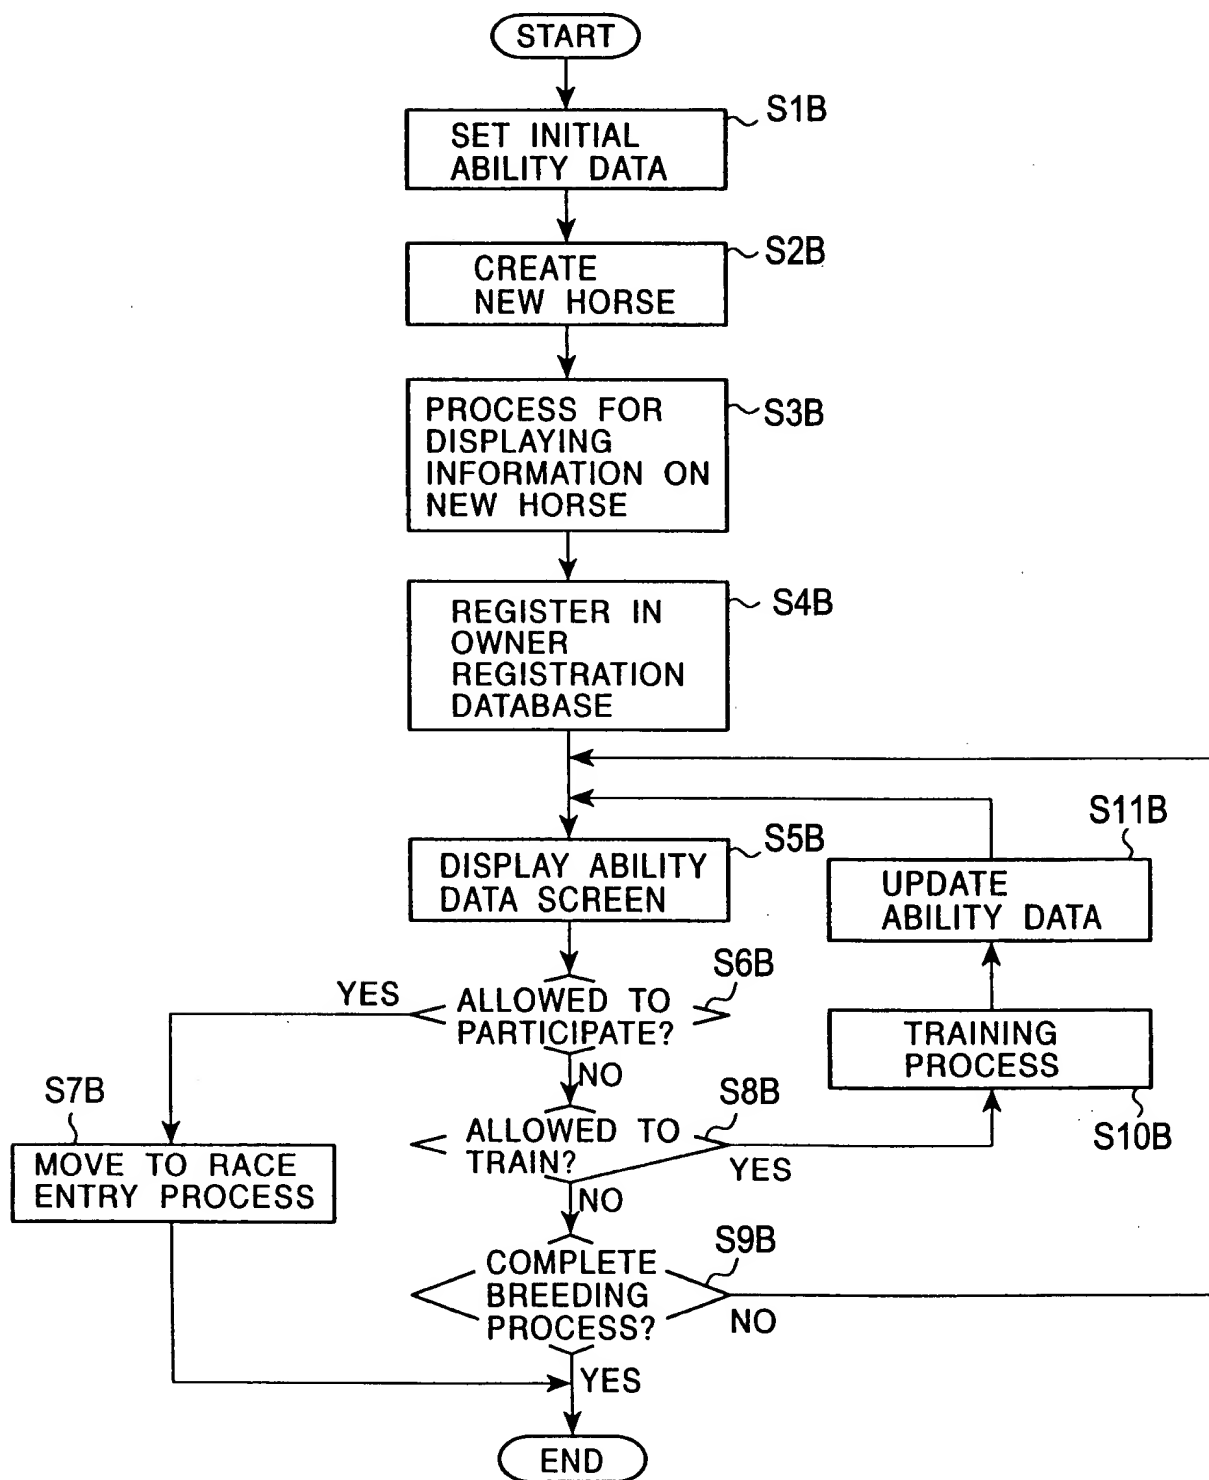 START
S1B
SET INITIAL
ABILITY DATA
S2B
CREATE
NEW HORSE
S3B
PROCESS FOR
DISPLAYING
INFORMATION ON
NEW HORSE
S4B
REGISTER IN
OWNER
REGISTRATION
DATABASE
S5B
DISPLAY ABILITY
DATA SCREEN
S11B
UPDATE
ABILITY DATA
S6B
YES
ALLOWED TO
PARTICIPATE?
NO
TRAINING
PROCESS
S10B
S7B
MOVE TO RACE
ENTRY PROCESS
S8B
ALLOWED TO
TRAIN?
YES
NO
S9B
COMPLETE
BREEDING
PROCESS?
NO
YES
END